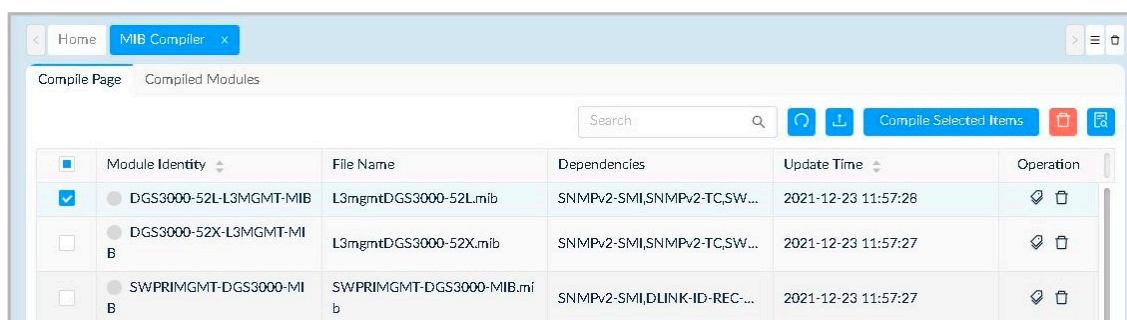 Home MIB Compiler x
Compile Page Compiled Modules
Search Compile Selected Items
Module Identity File Name Dependencies Update Time Operation
DGS3000-52L-L3MGMT-MIB L3mgmtDGS3000-52L.mib SNMPv2-SMI,SNMPv2-TC,SW... 2021-12-23 11:57:28
DGS3000-52X-L3MGMT-MI
B L3mgmtDGS3000-52X.mib SNMPv2-SMI,SNMPv2-TC,SW... 2021-12-23 11:57:27
SWPRIMGMT-DGS3000-MI SWPRIMGMT-DGS3000-MIB.mi
B b SNMPv2-SMI,DLINK-ID-REC-... 2021-12-23 11:57:27